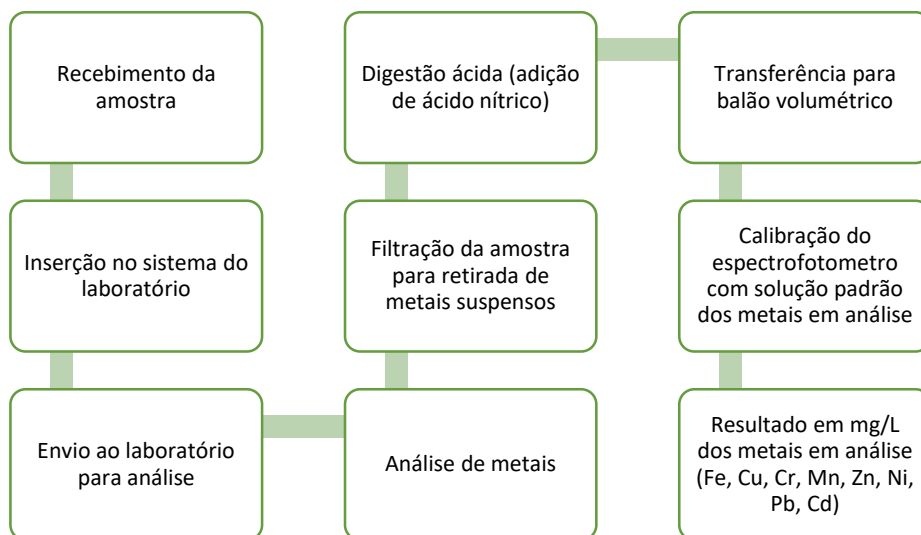 Recebimento da
amostra
Inserção no sistema do
laboratório
Envio ao laboratório
para análise
Análise de metais
Filtração da amostra
para retirada de
metais suspensos
Digestão ácida (adição
de ácido nítrico)
Transferência para
balão volumétrico
Calibração do
espectrofotometro
com solução padrão
dos metais em análise
Resultado em mg/L
dos metais em análise
(Fe, Cu, Cr, Mn, Zn, Ni,
Pb, Cd)